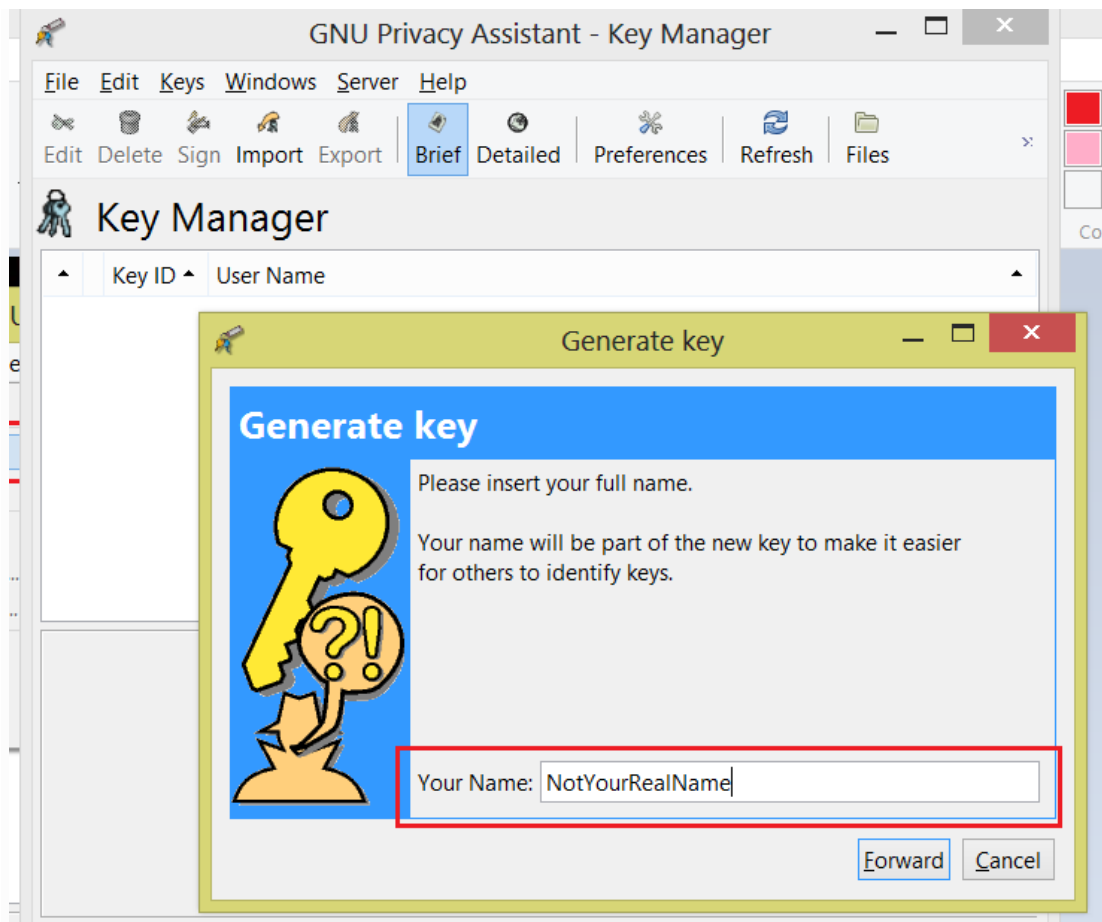 GNU Privacy Assistant - Key Manager
File Edit Keys Windows Server Help
Edit Delete Sign Import Export Brief Detailed Preferences Refresh Files
Key Manager
Key ID User Name
Generate key
Generate key
Please insert your full name.
Your name will be part of the new key to make it easier
for others to identify keys.
?!
Your Name: NotYourRealName
Forward Cancel
Co